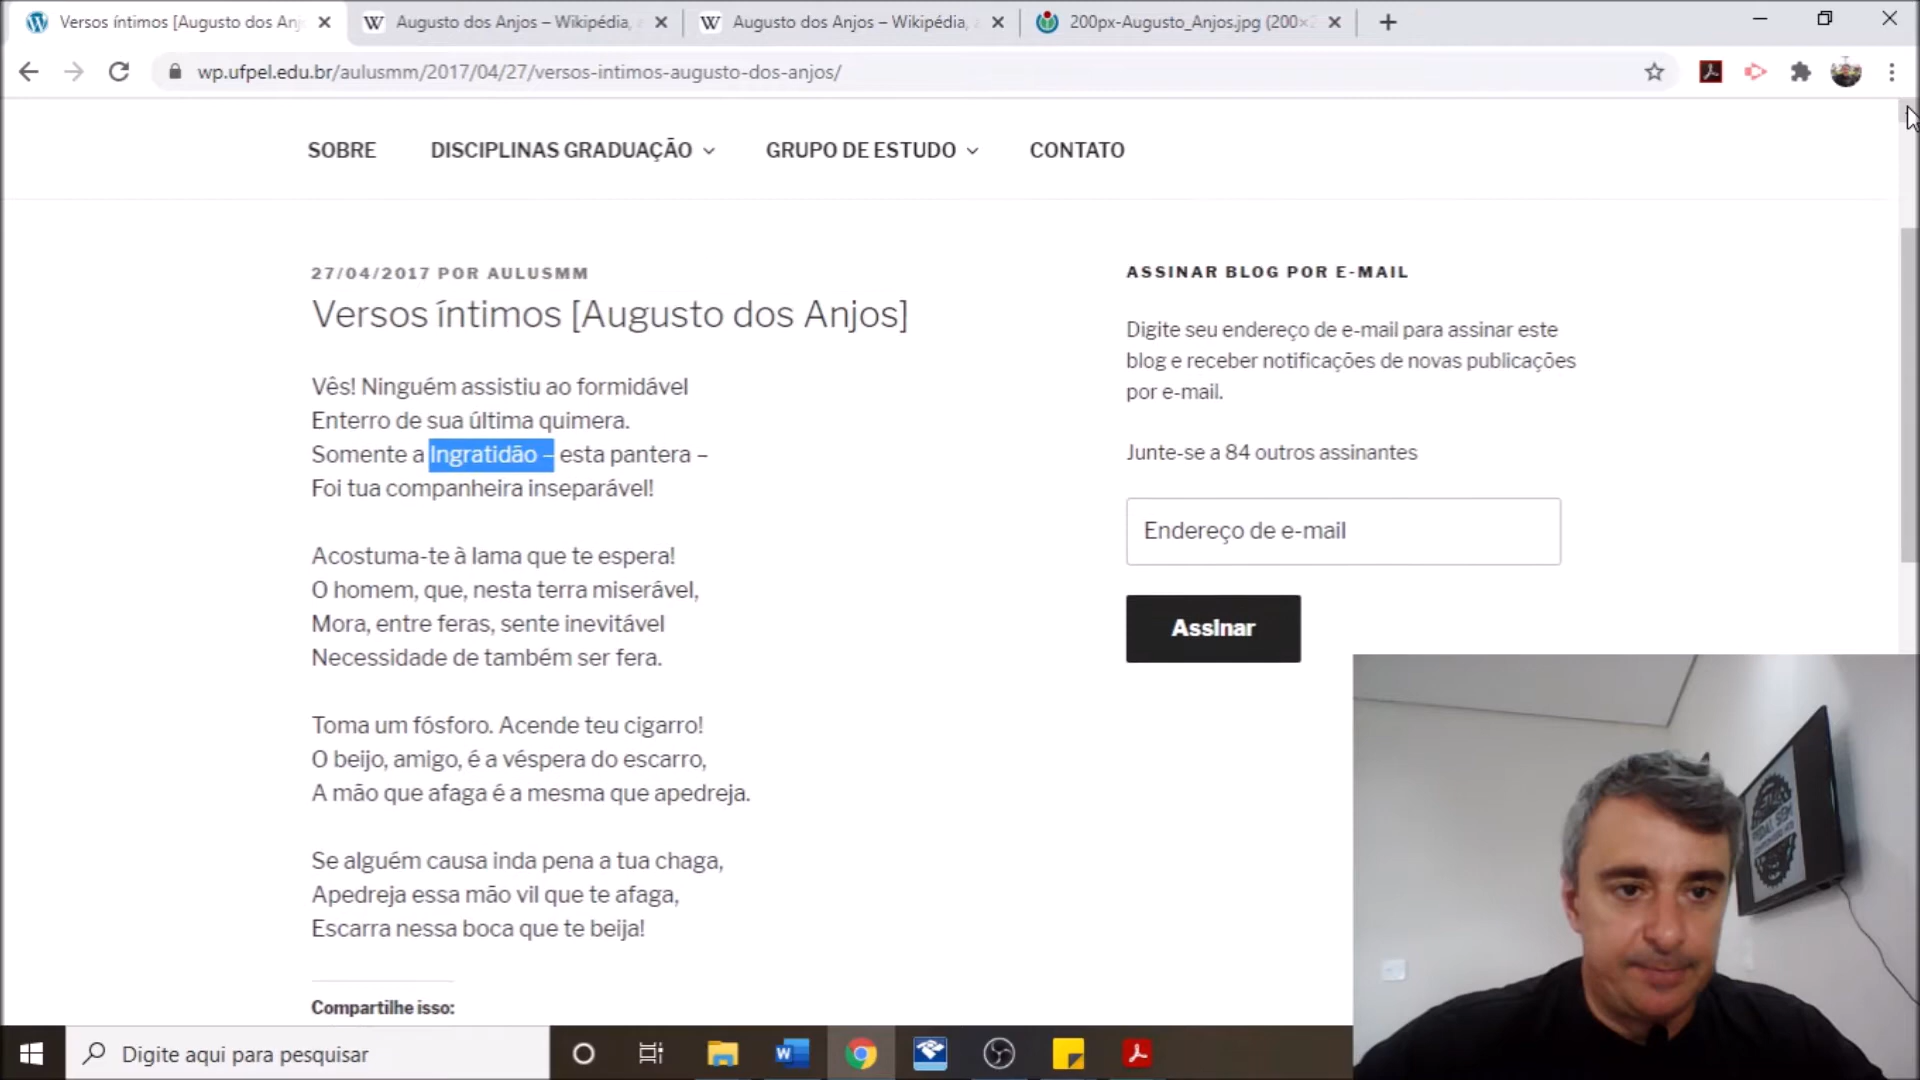 Versos íntimos [Augusto dos Anj
Augusto dos Anjos – Wikipédia, a
Augusto dos Anjos – Wikipédia, a
200px-Augusto_Anjos.jpg (200×2
wp.ufpel.edu.br/aulusmm/2017/04/27/versos-intimos-augusto-dos-anjos/
SOBRE DISCIPLINAS GRADUAÇÃO GRUPO DE ESTUDO CONTATO
27/04/2017 POR AULUSMM
Versos íntimos [Augusto dos Anjos]
Vês! Ninguém assistiu ao formidável
Enterro de sua última quimera.
Somente a Ingratidão – esta pantera –
Foi tua companheira inseparável!
Acostuma-te à lama que te espera!
O homem, que, nesta terra miserável,
Mora, entre feras, sente inevitável
Necessidade de também ser fera.
Toma um fósforo. Acende teu cigarro!
O beijo, amigo, é a véspera do escarro,
A mão que afaga é a mesma que apedreja.
Se alguém causa inda pena a tua chaga,
Apedreja essa mão vil que te afaga,
Escarra nessa boca que te beija!
Compartilhe isso:
ASSINAR BLOG POR E-MAIL
Digite seu endereço de e-mail para assinar este
blog e receber notificações de novas publicações
por e-mail.
Junte-se a 84 outros assinantes
Endereço de e-mail
Assinar
Digite aqui para pesquisar